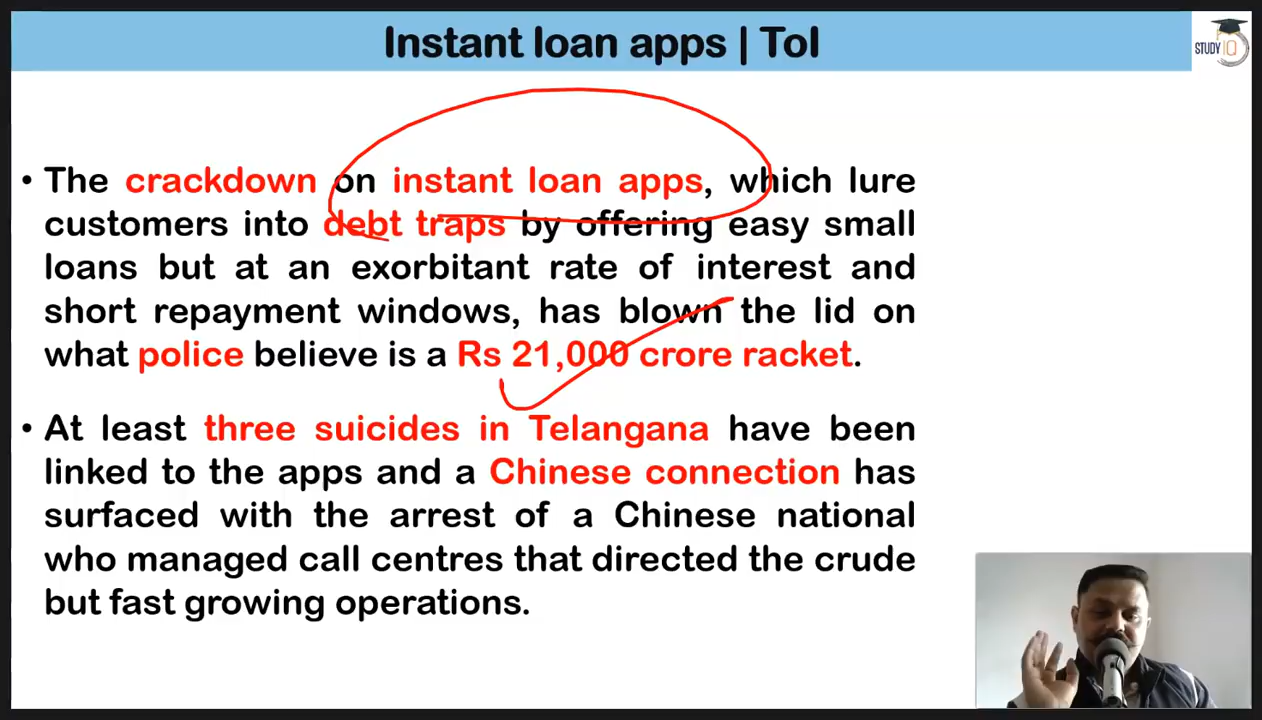 Instant loan apps | ToI
STUDY IQ
• The crackdown on instant loan apps, which lure
customers into debt traps by offering easy small
loans but at an exorbitant rate of interest and
short repayment windows, has blown the lid on
what police believe is a Rs 21,000 crore racket.
• At least three suicides in Telangana have been
linked to the apps and a Chinese connection has
surfaced with the arrest of a Chinese national
who managed call centres that directed the crude
but fast growing operations.